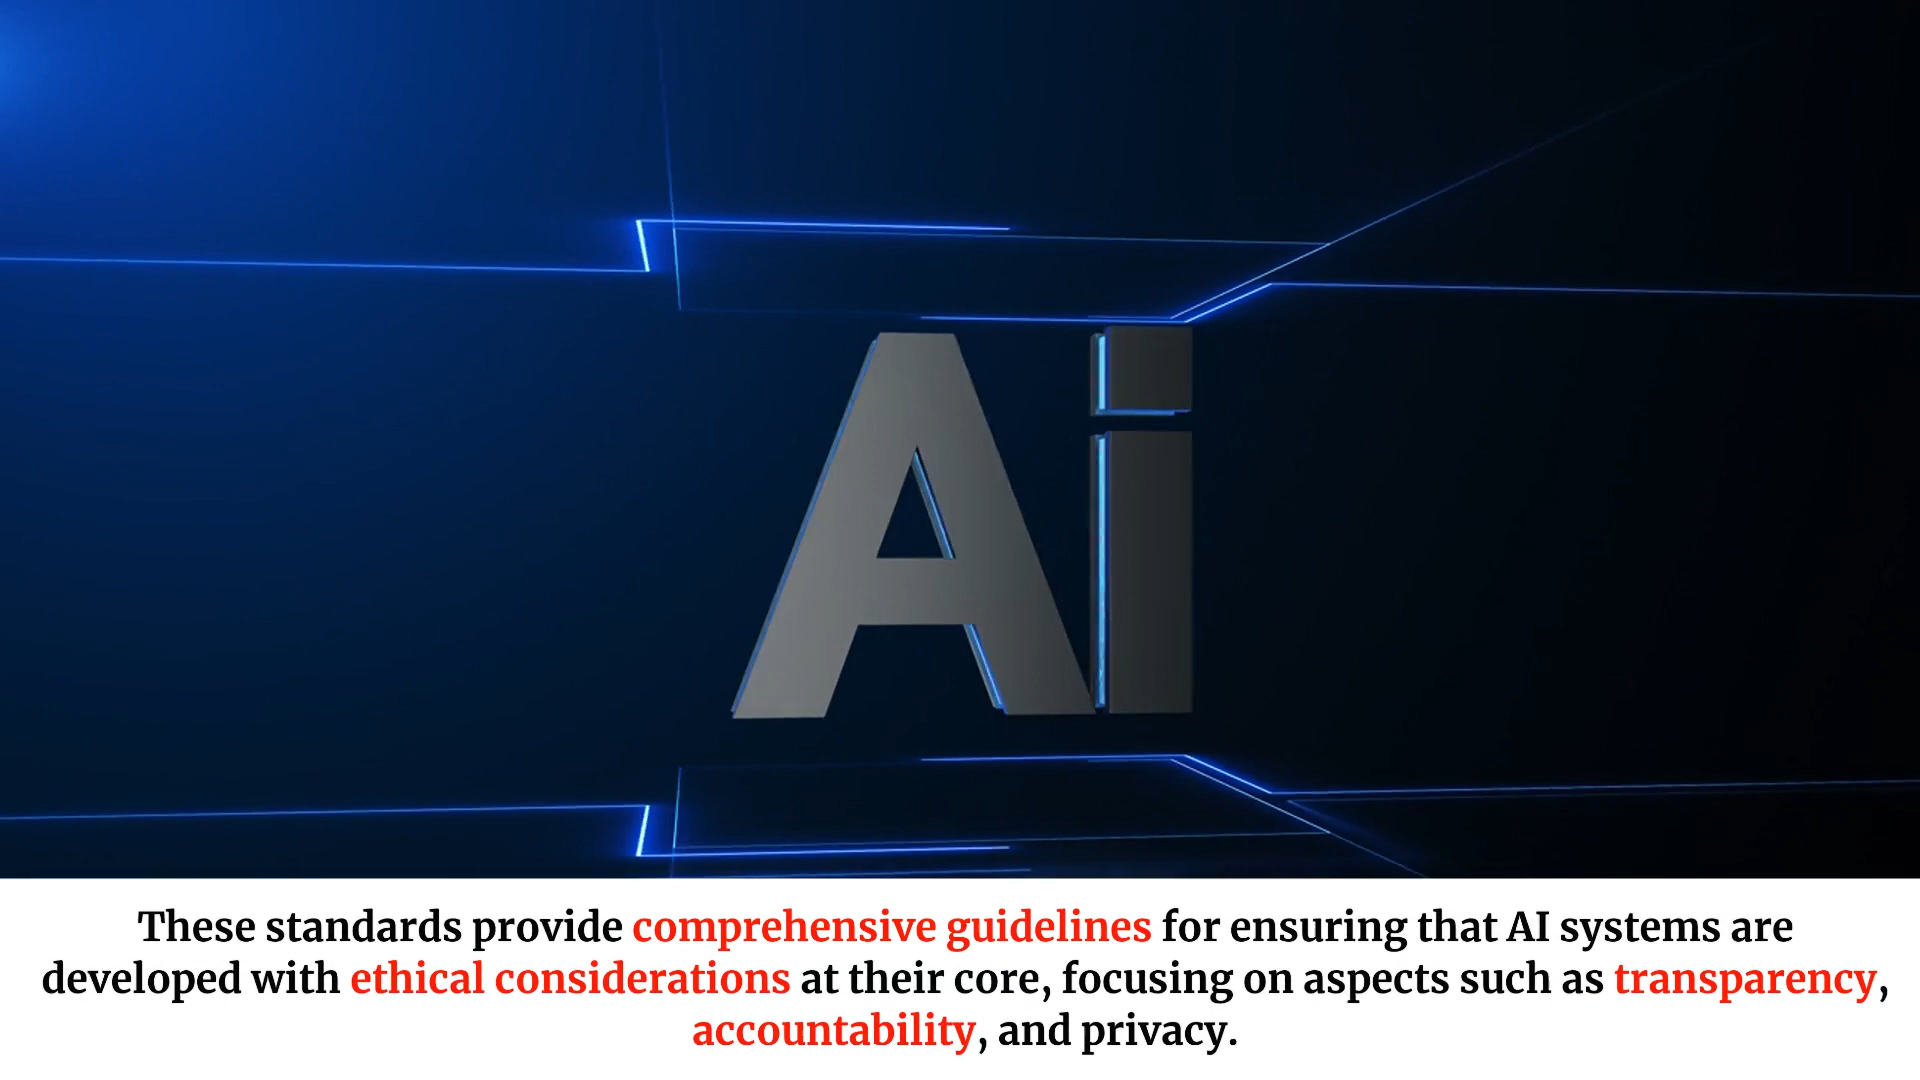 Ai
These standards provide comprehensive guidelines for ensuring that AI systems are
developed with ethical considerations at their core, focusing on aspects such as transparency,
accountability, and privacy.